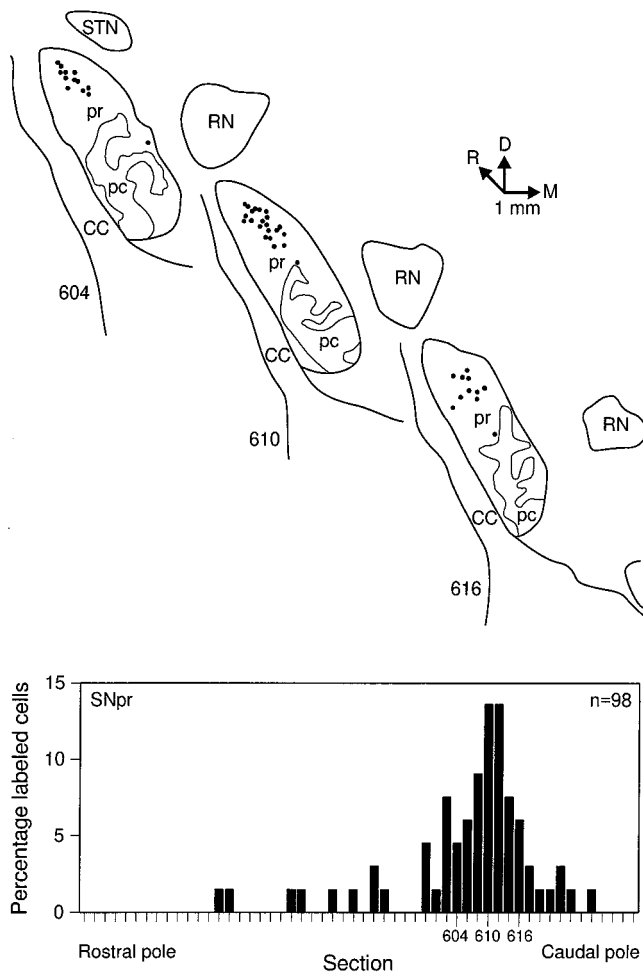 STN
pr
RN
pc
CC
604
R D M
1 mm
pr
RN
pc
CC
610
pr
RN
pc
CC
616
Percentage labeled cells
15
10
5
0
SNpr
n=98
604 610 616
Rostral pole
Section
Caudal pole